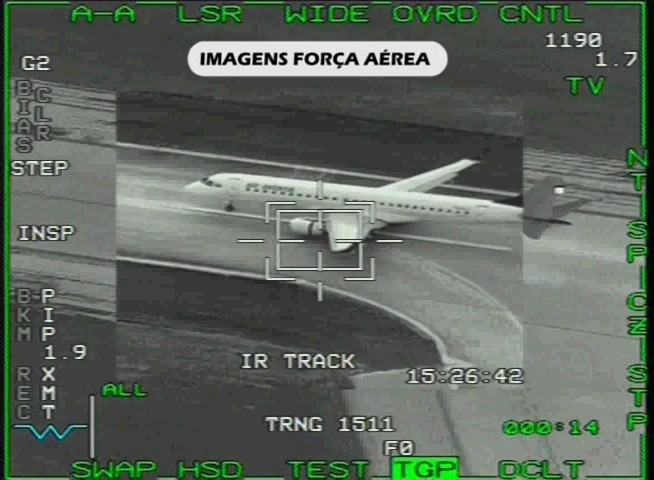 A-A LSR WIDE OVRD CNTL
IMAGENS FORÇA AÉREA
1190
1.7
TV
G2
BIAS
CLR
STEP
INSP
NT
SP
OZ
STP
BKM
PIP
1.9
REC
XMT
ALL
IR TRACK
15:26:42
TRNG 1511
000:14
F0
SWAP HSD TEST TGP DCLT